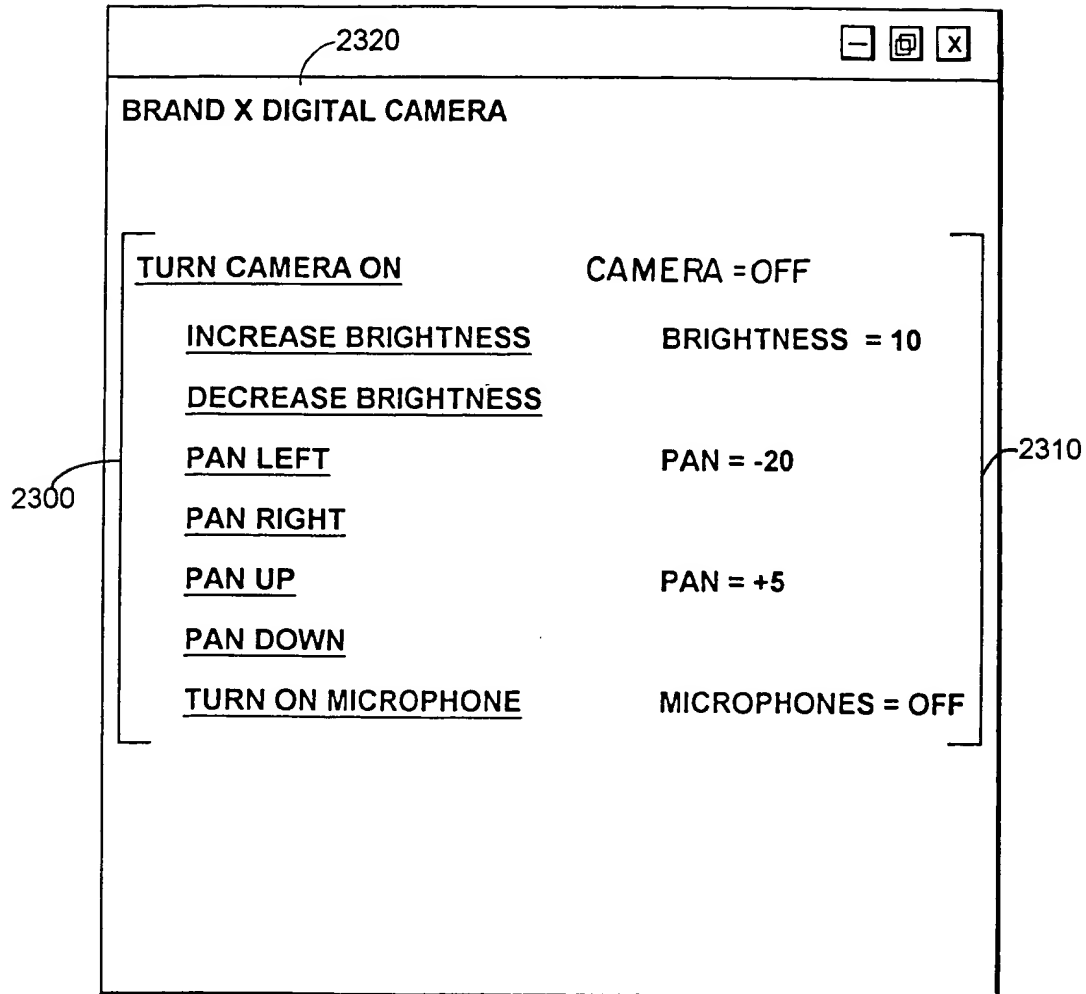 2320
BRAND X DIGITAL CAMERA
TURN CAMERA ON CAMERA = OFF
INCREASE BRIGHTNESS BRIGHTNESS = 10
DECREASE BRIGHTNESS
PAN LEFT PAN = -20
2310
2300
PAN RIGHT
PAN UP PAN = +5
PAN DOWN
TURN ON MICROPHONE MICROPHONES = OFF